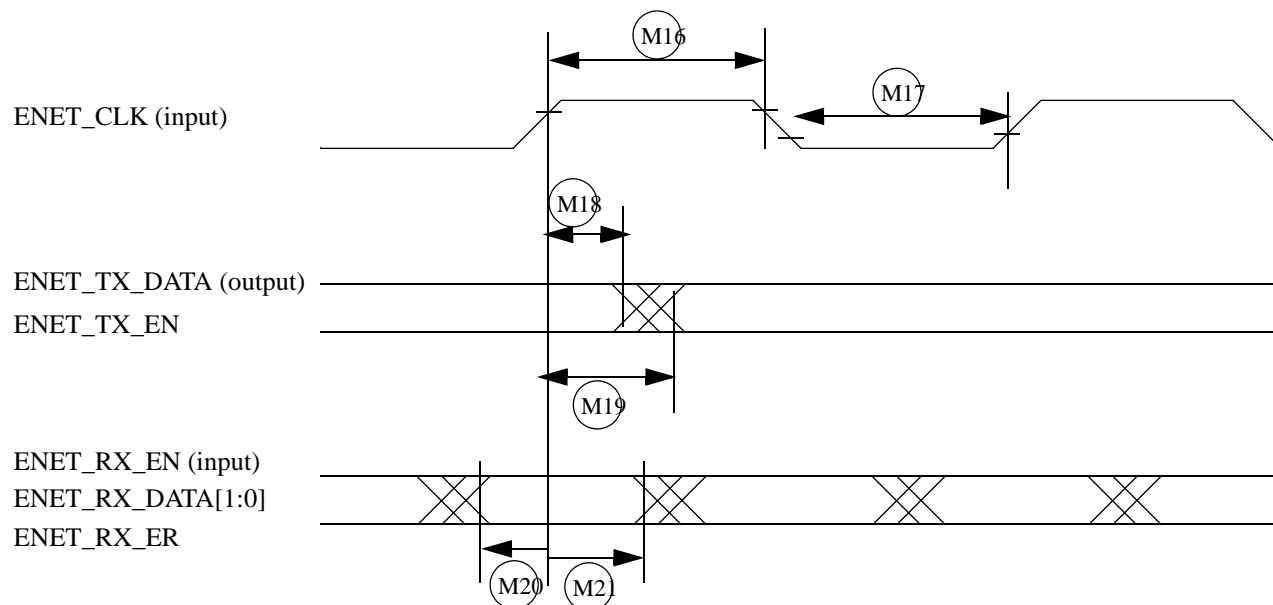 M16
ENET_CLK (input)
M17
M18
ENET_TX_DATA (output)
ENET_TX_EN
M19
ENET_RX_EN (input)
ENET_RX_DATA[1:0]
ENET_RX_ER
M20
M21